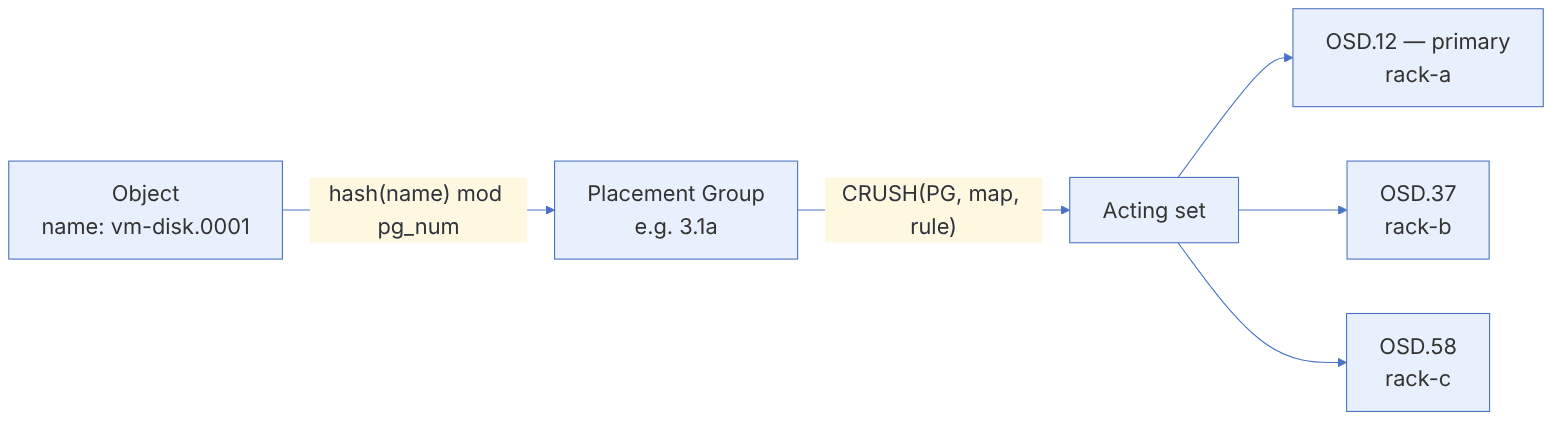 Object
name: vm-disk.0001
hash(name) mod
pg_num
Placement Group
e.g. 3.1a
CRUSH(PG, map,
rule)
Acting set
OSD.12 — primary
rack-a
OSD.37
rack-b
OSD.58
rack-c